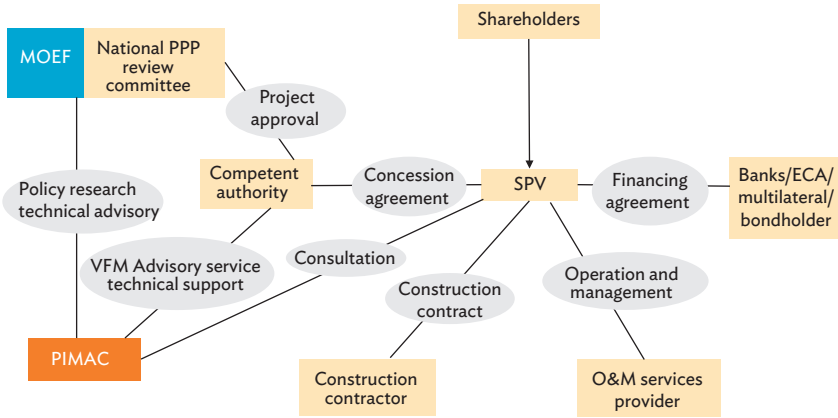 Shareholders
MOEF
National PPP
review
committee
Project
approval
Competent
authority
Concession
agreement
SPV
Financing
agreement
Banks/ECA/
multilateral/
bondholder
Policy research
technical advisory
VFM Advisory service
technical support
Consultation
Construction
contract
Operation and
management
PIMAC
Construction
contractor
O&M services
provider